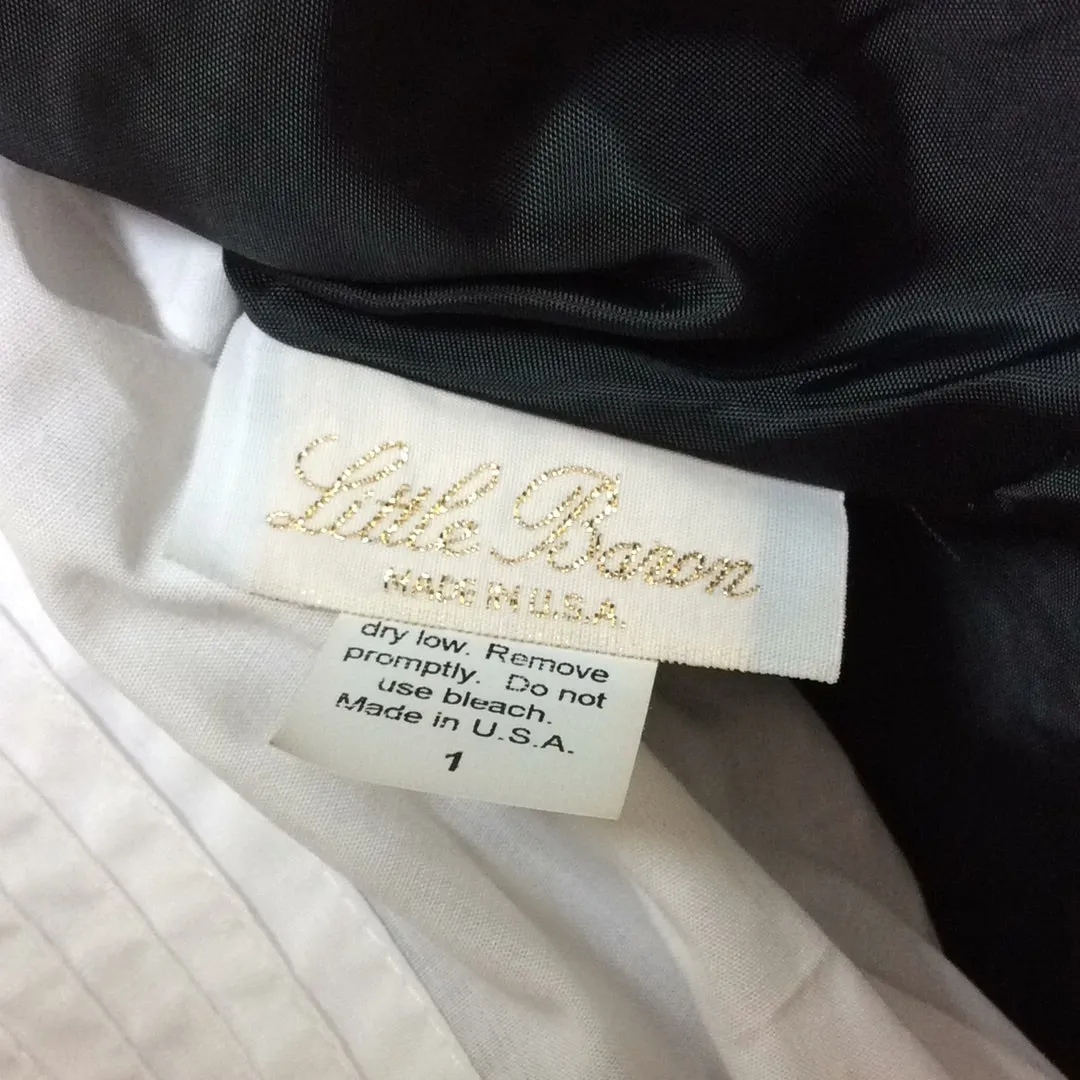 Little Baron
MADE IN U.S.A.
dry low. Remove
promptly. Do not
use bleach.
Made in U.S.A.
1